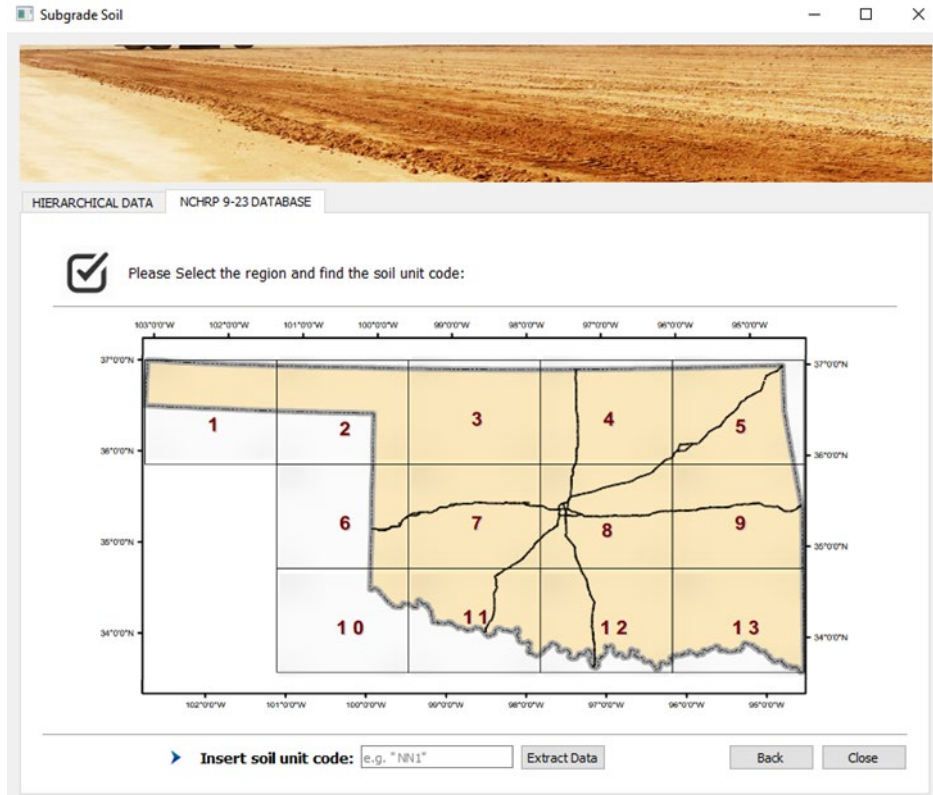 Subgrade Soil
HIERARCHICAL DATA NCHRP 9-23 DATABASE
Please Select the region and find the soil unit code:
103°0'0"W 102°0'0"W 101°0'0"W 100°0'0"W 99°0'0"W 98°0'0"W 97°0'0"W 96°0'0"W 95°0'0"W
37°0'0"N 37°0'0"N
1 2 3 4 5
36°0'0"N 36°0'0"N
6 7 8 9
35°0'0"N 35°0'0"N
10 11 12 13
34°0'0"N 34°0'0"N
102°0'0"W 101°0'0"W 100°0'0"W 99°0'0"W 98°0'0"W 97°0'0"W 96°0'0"W 95°0'0"W
Insert soil unit code: e.g. "NN1" Extract Data Back Close